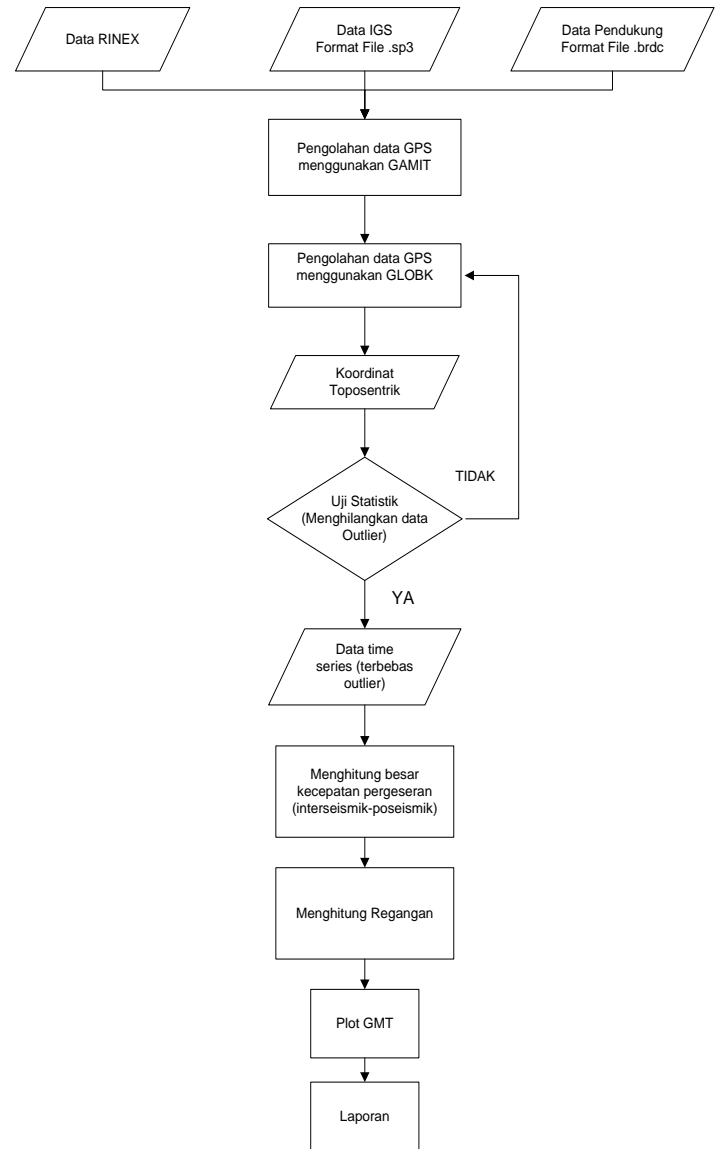 Data RINEX
Data IGS
Format File .sp3
Data Pendukung
Format File .brdc
Pengolahan data GPS
menggunakan GAMIT
Pengolahan data GPS
menggunakan GLOBK
Koordinat
Toposentrik
TIDAK
Uji Statistik
(Menghilangkan data
Outlier)
YA
Data time
series (terbebas
outlier)
Menghitung besar
kecepatan pergeseran
(interseismik-poseismik)
Menghitung Regangan
Plot GMT
Laporan